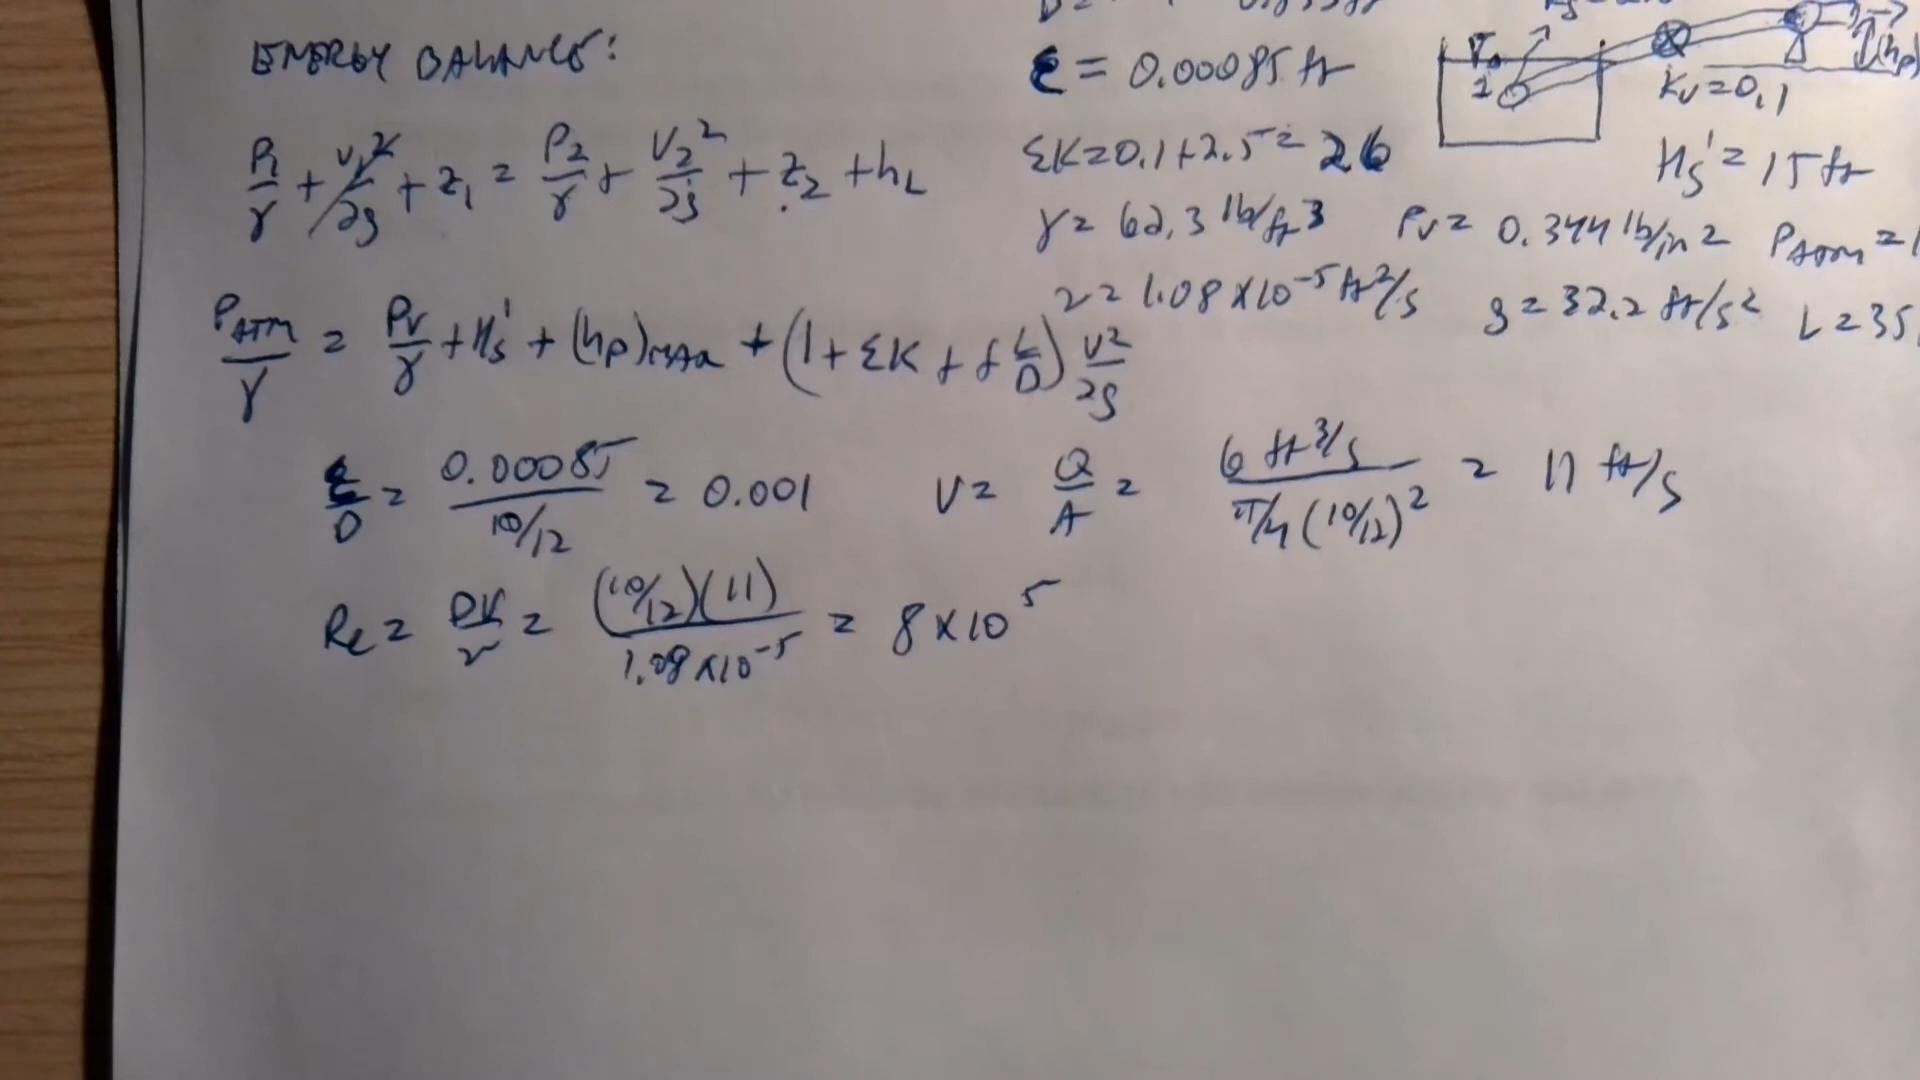 ENERGY BALANCE:
P₁/γ + V₁²/2g + z₁ = P₂/γ + V₂²/2g + z₂ + hL
PATM/γ = Pv/γ + Hs' + (hp)max + (1 + ΣK + f L/D) V²/2g
ε/D = 0.00085/(10/12) = 0.001 V = Q/A = 6 ft³/s / (π/4 (10/12)²) = 11 ft/s
Re = DV/ν = (10/12)(11)/(1.08×10⁻⁵) = 8×10⁵
ε = 0.00085 ft
ΣK = 0.1 + 2.5 = 2.6
γ = 62.3 lb/ft3 Pv = 0.344 lb/in2 PATM =
ν = 1.08 × 10⁻⁵ ft²/s g = 32.2 ft/s² L = 35
1
Kv = 0.1
(hp)
Hs' = 15 ft